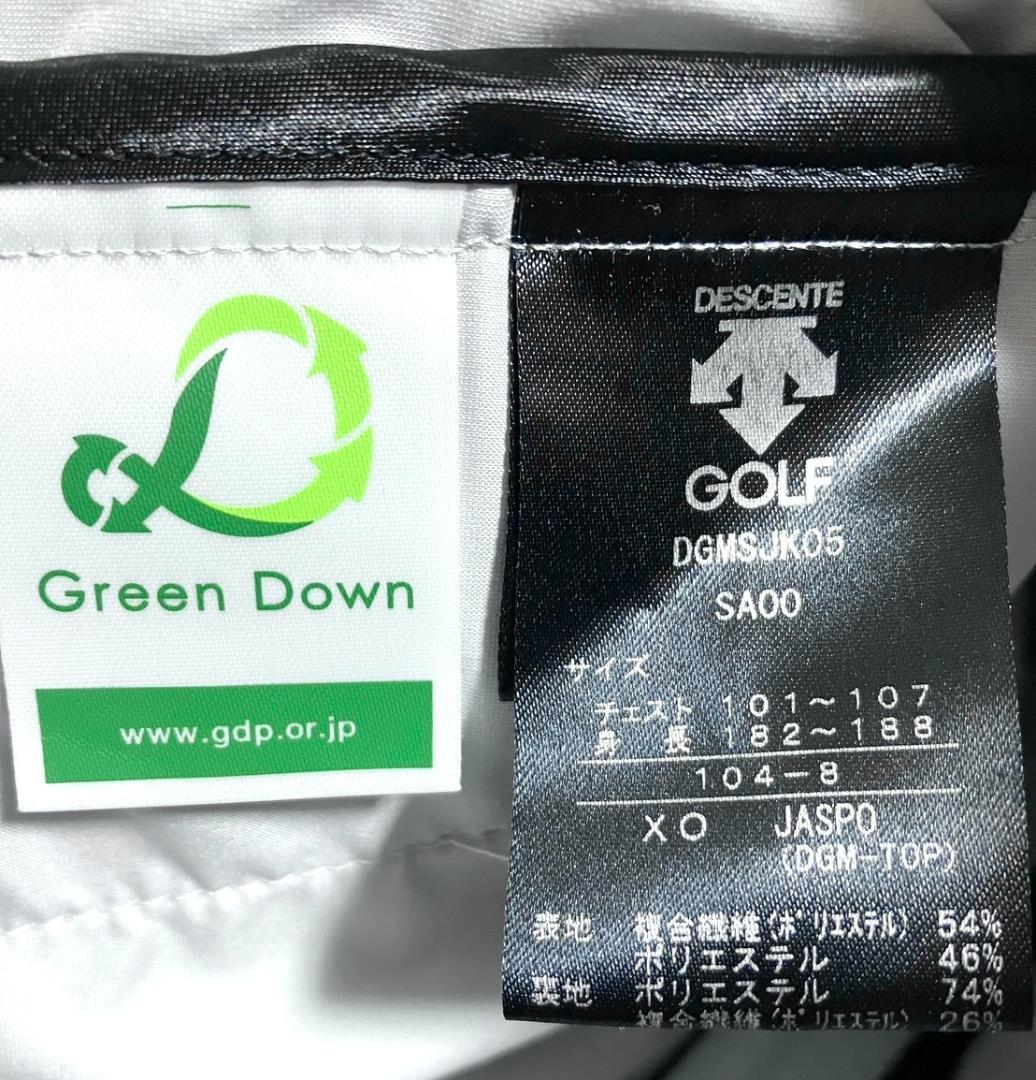 Green Down
www.gdp.or.jp
DESCENTE
GOLF
DGMSJK05
SA00
サイズ
チェスト 101～107
身 長 182～188
104－8
XO JASPO
(DGM-TOP)
表地 複合繊維(ポリエステル) 54%
ポリエステル 46%
裏地 ポリエステル 74%
複合繊維(ポリエステル) 26%